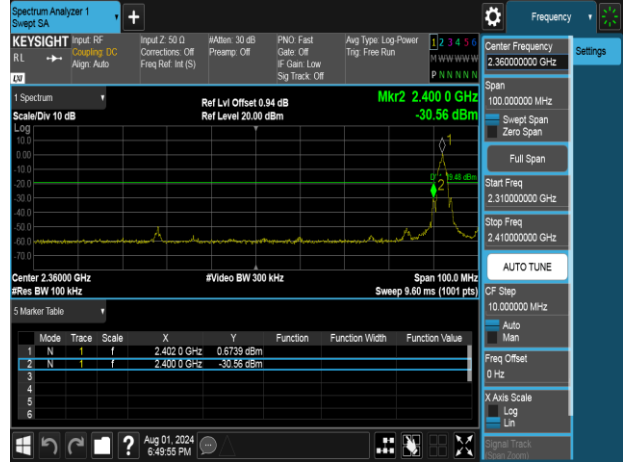 Spectrum Analyzer 1
Swept SA
Frequency
KEYSIGHT
RL
LXI
Input: RF
Coupling: DC
Align: Auto
Input Z: 50 Ω
Corrections: Off
Freq Ref: Int (S)
#Atten: 30 dB
Preamp: Off
PNO: Fast
Gate: Off
IF Gain: Low
Sig Track: Off
Avg Type: Log-Power
Trig: Free Run
1 2 3 4 5 6
M W W W W W
P N N N N N
1 Spectrum
Scale/Div 10 dB
Ref Lvl Offset 0.94 dB
Ref Level 20.00 dBm
Mkr2 2.400 0 GHz
-30.56 dBm
Log
10.0
0.00
-10.0
-20.0
-30.0
-40.0
-50.0
-60.0
-70.0
1
2
Center 2.36000 GHz
#Res BW 100 kHz
#Video BW 300 kHz
Span 100.0 MHz
Sweep 9.60 ms (1001 pts)
5 Marker Table
Mode Trace Scale X Y Function Function Width Function Value
1 N 1 f 2.402 0 GHz 0.6739 dBm
2 N 1 f 2.400 0 GHz -30.56 dBm
3
4
5
6
Aug 01, 2024
6:49:55 PM
Center Frequency
2.360000000 GHz
Settings
Span
100.000000 MHz
Swept Span
Zero Span
Full Span
Start Freq
2.310000000 GHz
Stop Freq
2.410000000 GHz
AUTO TUNE
CF Step
10.000000 MHz
Auto
Man
Freq Offset
0 Hz
X Axis Scale
Log
Lin
Signal Track
(Span Zoom)